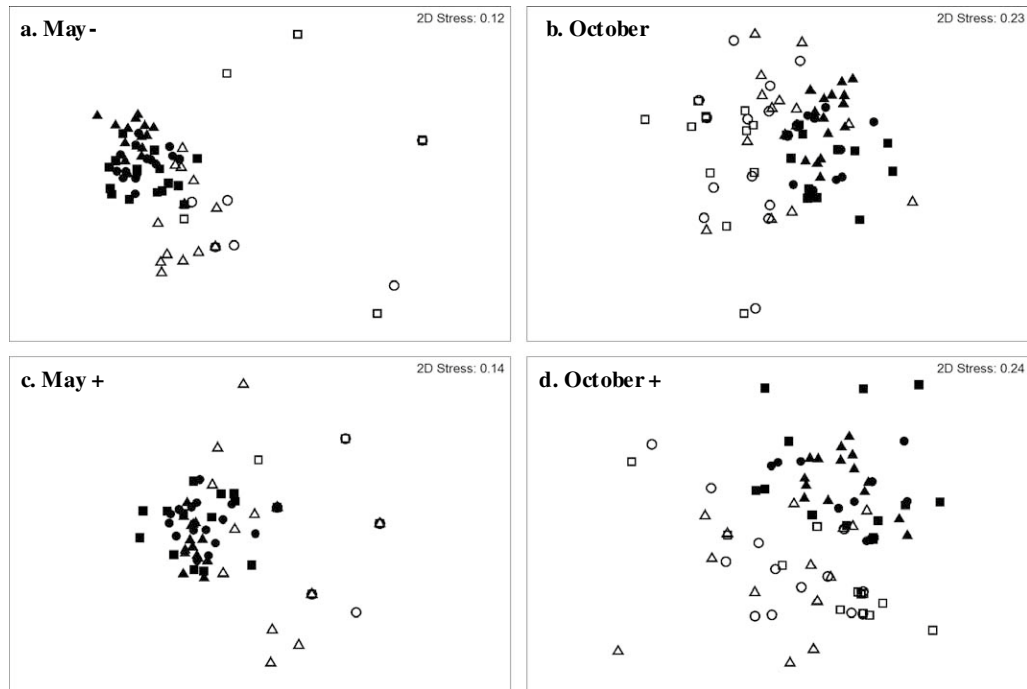 a. May-
2D Stress: 0.12
b. October
2D Stress: 0.23
c. May +
2D Stress: 0.14
d. October +
2D Stress: 0.24